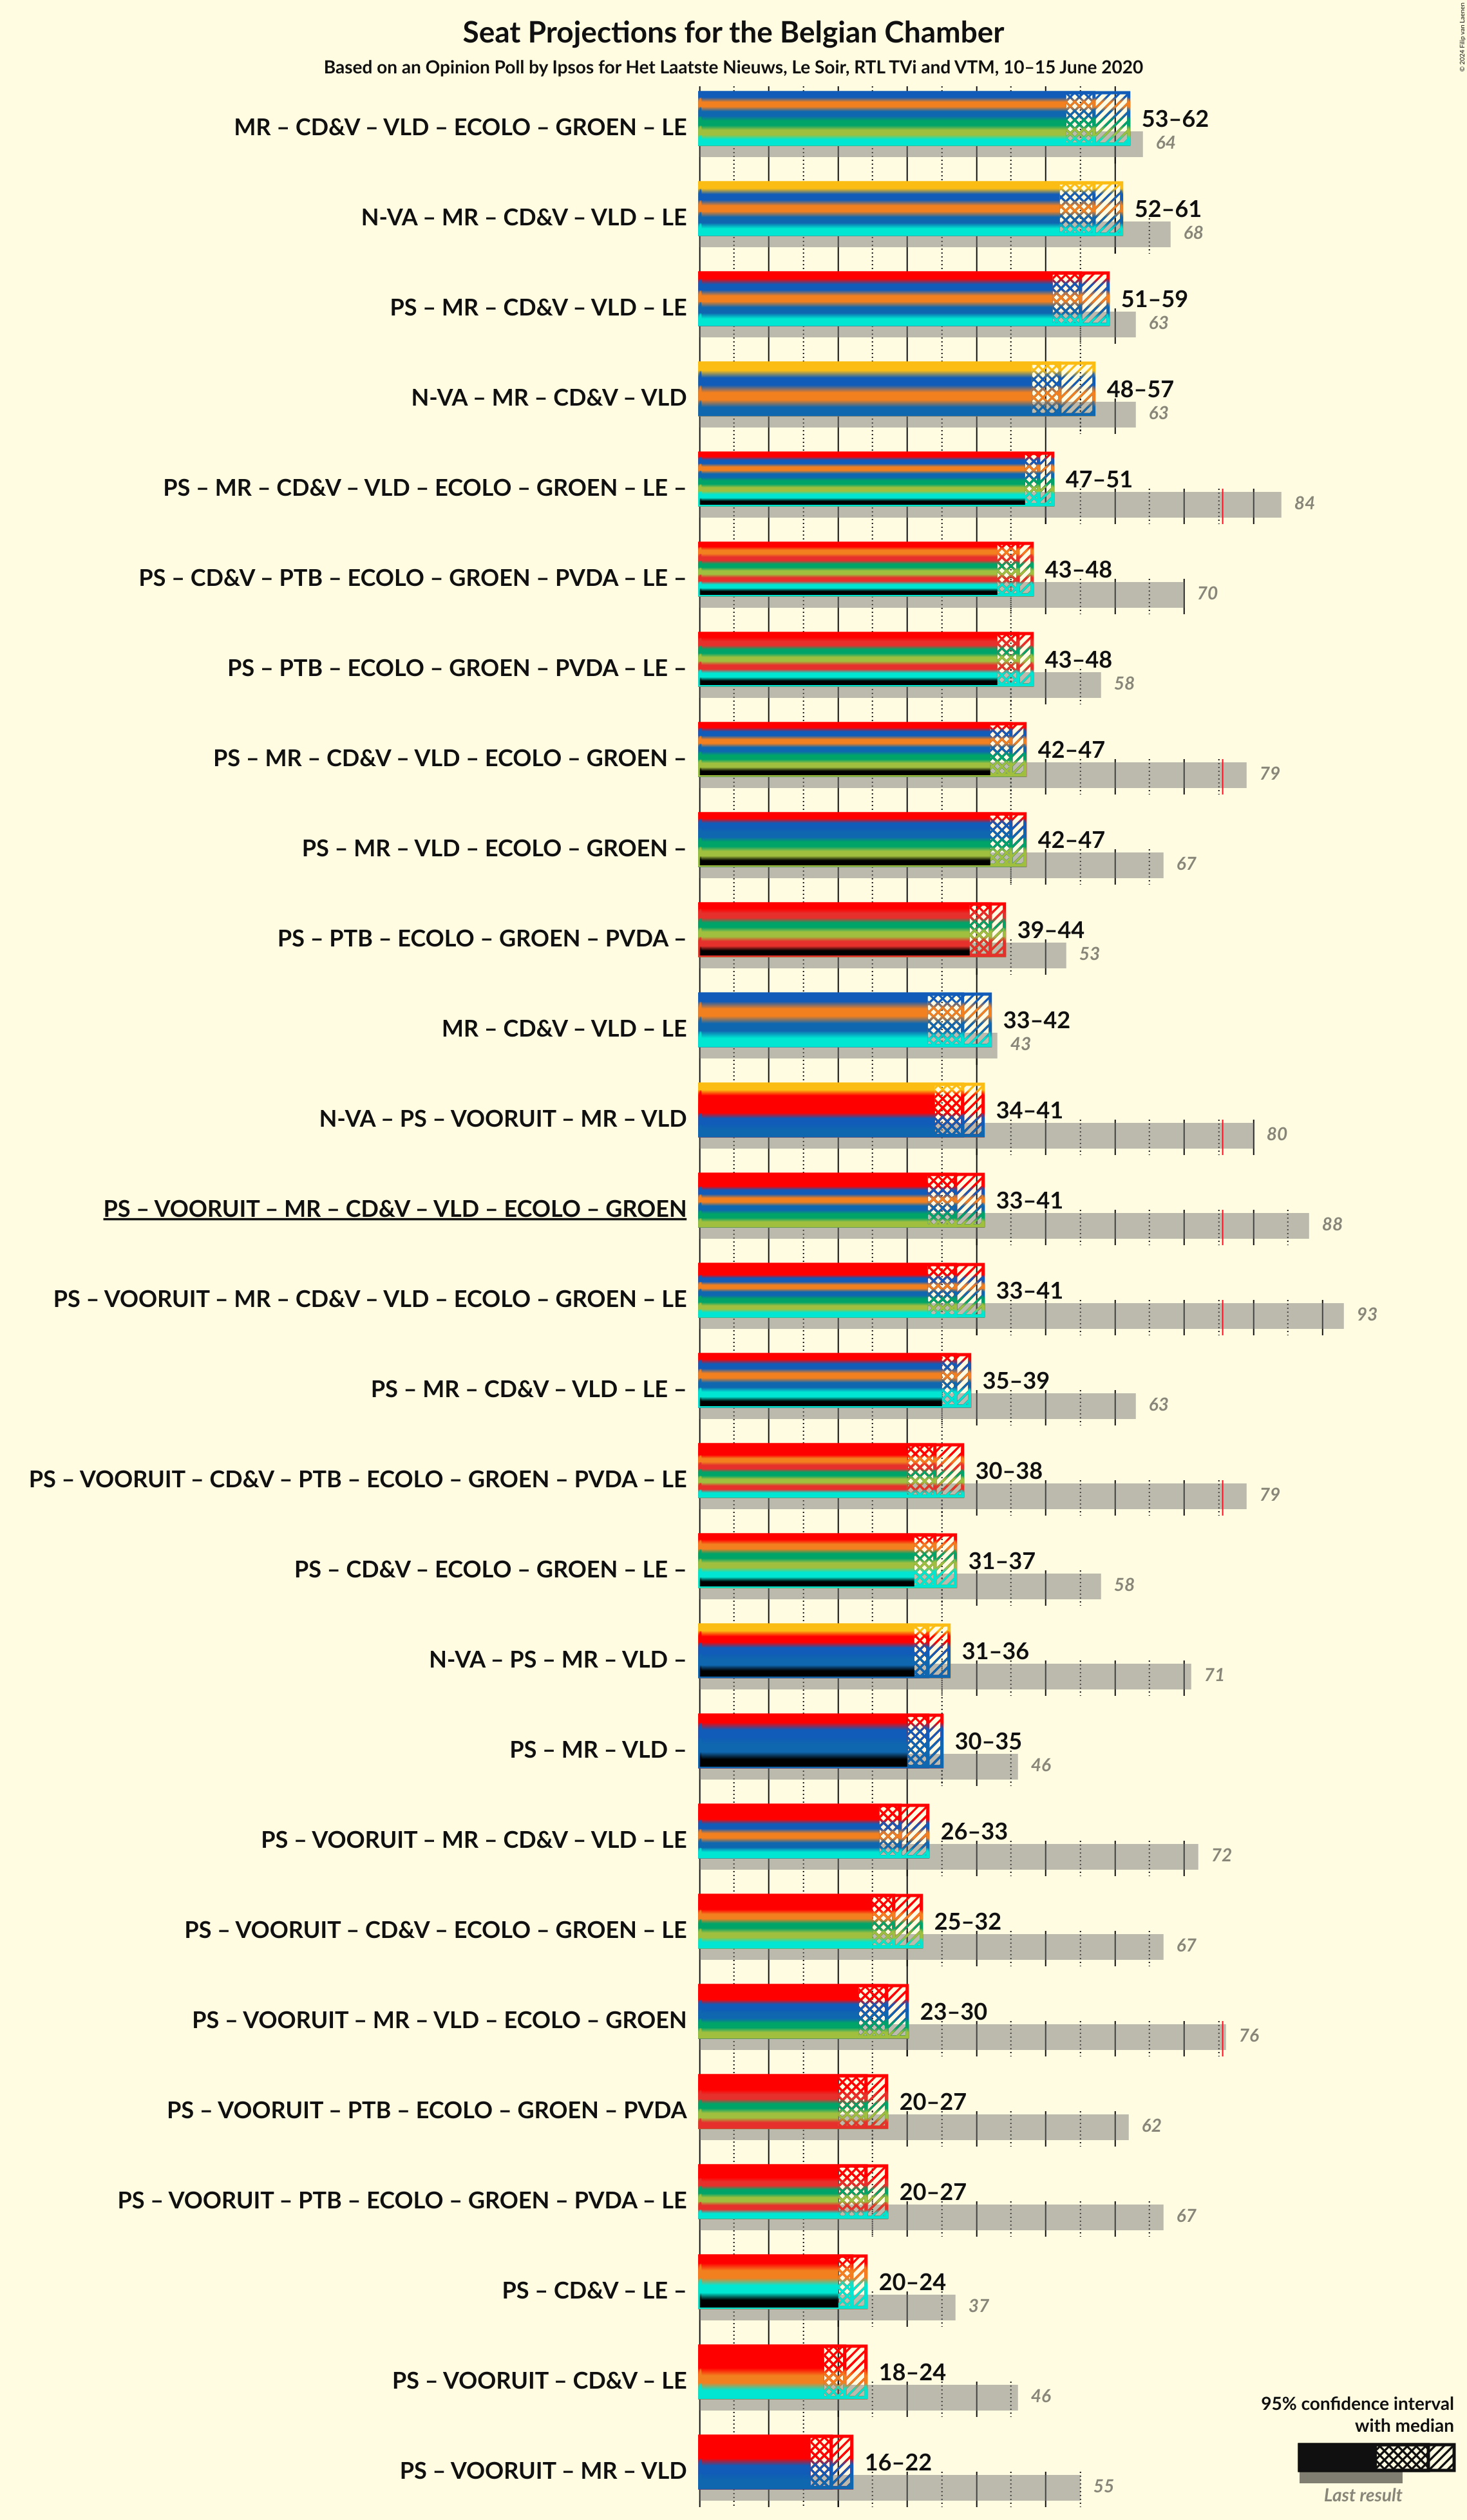 Seat Projections for the Belgian Chamber
Based on an Opinion Poll by Ipsos for Het Laatste Nieuws, Le Soir, RTL TVi and VTM, 10–15 June 2020
© 2024 Filip van Laenen
MR – CD&V – VLD – ECOLO – GROEN – LE
53–62
64
N-VA – MR – CD&V – VLD – LE
52–61
68
PS – MR – CD&V – VLD – LE
51–59
63
N-VA – MR – CD&V – VLD
48–57
63
PS – MR – CD&V – VLD – ECOLO – GROEN – LE –
47–51
84
PS – CD&V – PTB – ECOLO – GROEN – PVDA – LE –
43–48
70
PS – PTB – ECOLO – GROEN – PVDA – LE –
43–48
58
PS – MR – CD&V – VLD – ECOLO – GROEN –
42–47
79
PS – MR – VLD – ECOLO – GROEN –
42–47
67
PS – PTB – ECOLO – GROEN – PVDA –
39–44
53
MR – CD&V – VLD – LE
33–42
43
N-VA – PS – VOORUIT – MR – VLD
34–41
80
PS – VOORUIT – MR – CD&V – VLD – ECOLO – GROEN
33–41
88
PS – VOORUIT – MR – CD&V – VLD – ECOLO – GROEN – LE
33–41
93
PS – MR – CD&V – VLD – LE –
35–39
63
PS – VOORUIT – CD&V – PTB – ECOLO – GROEN – PVDA – LE
30–38
79
PS – CD&V – ECOLO – GROEN – LE –
31–37
58
N-VA – PS – MR – VLD –
31–36
71
PS – MR – VLD –
30–35
46
PS – VOORUIT – MR – CD&V – VLD – LE
26–33
72
PS – VOORUIT – CD&V – ECOLO – GROEN – LE
25–32
67
PS – VOORUIT – MR – VLD – ECOLO – GROEN
23–30
76
PS – VOORUIT – PTB – ECOLO – GROEN – PVDA
20–27
62
PS – VOORUIT – PTB – ECOLO – GROEN – PVDA – LE
20–27
67
PS – CD&V – LE –
20–24
37
PS – VOORUIT – CD&V – LE
18–24
46
PS – VOORUIT – MR – VLD
16–22
55
95% confidence interval
with median
Last result